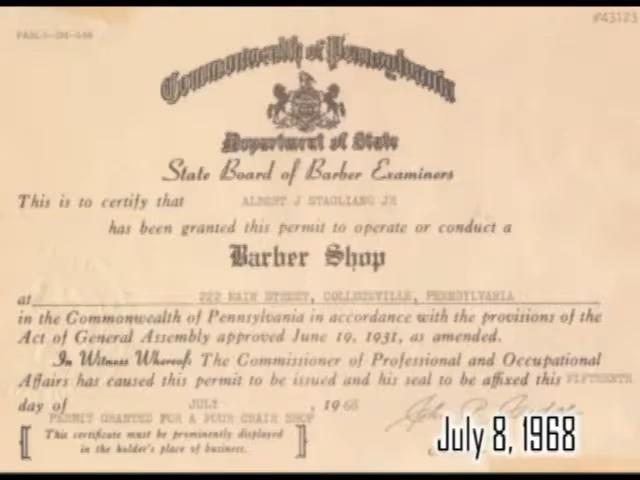 #43123
Commonwealth of Pennsylvania
Department of State
State Board of Barber Examiners
This is to certify that ALBERT J STAGLIANO JR
has been granted this permit to operate or conduct a
Barber Shop
at 222 MAIN STREET, COLLEGEVILLE, PENNSYLVANIA
in the Commonwealth of Pennsylvania in accordance with the provisions of the
Act of General Assembly approved June 19, 1931, as amended.
In Witness Whereof, The Commissioner of Professional and Occupational
Affairs has caused this permit to be issued and his seal to be affixed this FIFTEENTH
day of JULY, 1968
PERMIT GRANTED FOR A FOUR CHAIR SHOP
This certificate must be prominently displayed
in the holder's place of business.
July 8, 1968